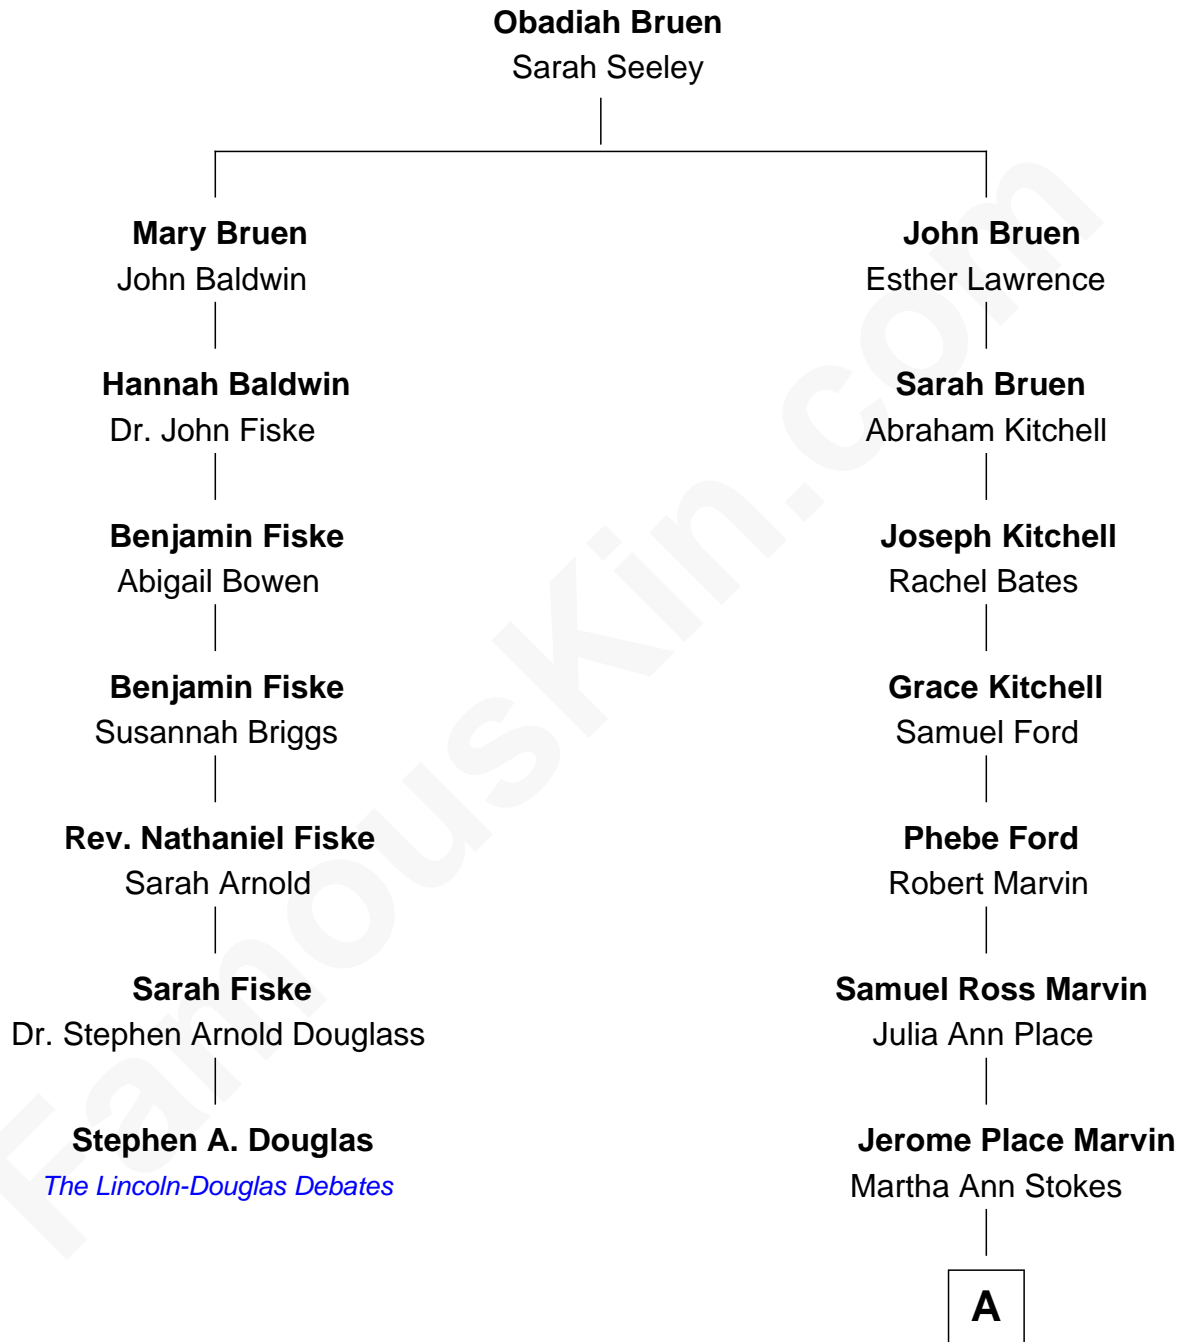 Obadiah Bruen
Sarah Seeley
Mary Bruen
John Baldwin
John Bruen
Esther Lawrence
Hannah Baldwin
Dr. John Fiske
Sarah Bruen
Abraham Kitchell
Benjamin Fiske
Abigail Bowen
Joseph Kitchell
Rachel Bates
Benjamin Fiske
Susannah Briggs
Grace Kitchell
Samuel Ford
Rev. Nathaniel Fiske
Sarah Arnold
Phebe Ford
Robert Marvin
Sarah Fiske
Dr. Stephen Arnold Douglass
Samuel Ross Marvin
Julia Ann Place
Stephen A. Douglas
The Lincoln-Douglas Debates
Jerome Place Marvin
Martha Ann Stokes
A
FamousKin.com